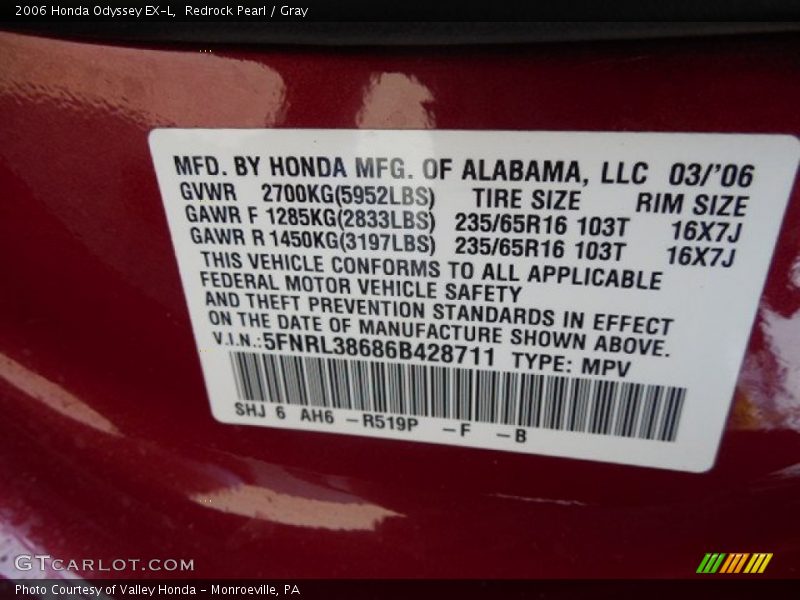 2006 Honda Odyssey EX-L, Redrock Pearl / Gray
MFD. BY HONDA MFG. OF ALABAMA, LLC 03/'06
GVWR 2700KG(5952LBS) TIRE SIZE RIM SIZE
GAWR F 1285KG(2833LBS) 235/65R16 103T 16X7J
GAWR R 1450KG(3197LBS) 235/65R16 103T 16X7J
THIS VEHICLE CONFORMS TO ALL APPLICABLE
FEDERAL MOTOR VEHICLE SAFETY
AND THEFT PREVENTION STANDARDS IN EFFECT
ON THE DATE OF MANUFACTURE SHOWN ABOVE.
V.I.N.:5FNRL38686B428711 TYPE: MPV
SHJ 6 AH6 -R519P -F -B
GTCARLOT.COM
Photo Courtesy of Valley Honda - Monroeville, PA